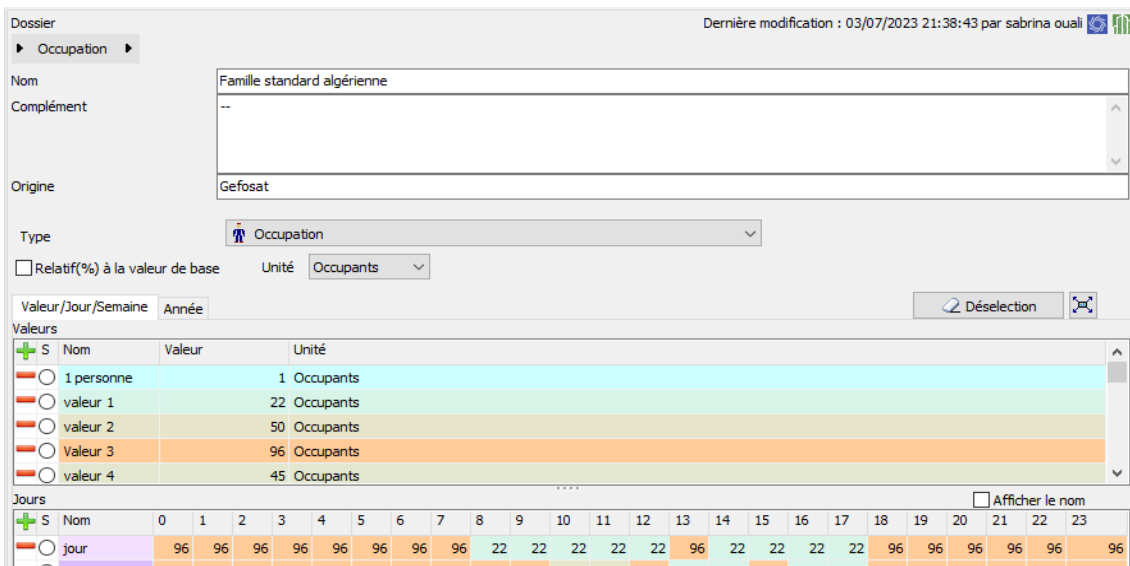 Dossier
Dernière modification : 03/07/2023 21:38:43 par sabrina ouali
Occupation
Nom Famille standard algérienne
Complément --
Origine Gefosat
Type Occupation
Relatif(%) à la valeur de base Unité Occupants
Valeur/Jour/Semaine Année Déselection
Valeurs
S Nom Valeur Unité
1 personne 1 Occupants
valeur 1 22 Occupants
valeur 2 50 Occupants
Valeur 3 96 Occupants
valeur 4 45 Occupants
Jours Afficher le nom
S Nom 0 1 2 3 4 5 6 7 8 9 10 11 12 13 14 15 16 17 18 19 20 21 22 23
jour 96 96 96 96 96 96 96 96 22 22 22 22 22 96 22 22 22 22 96 96 96 96 96 96